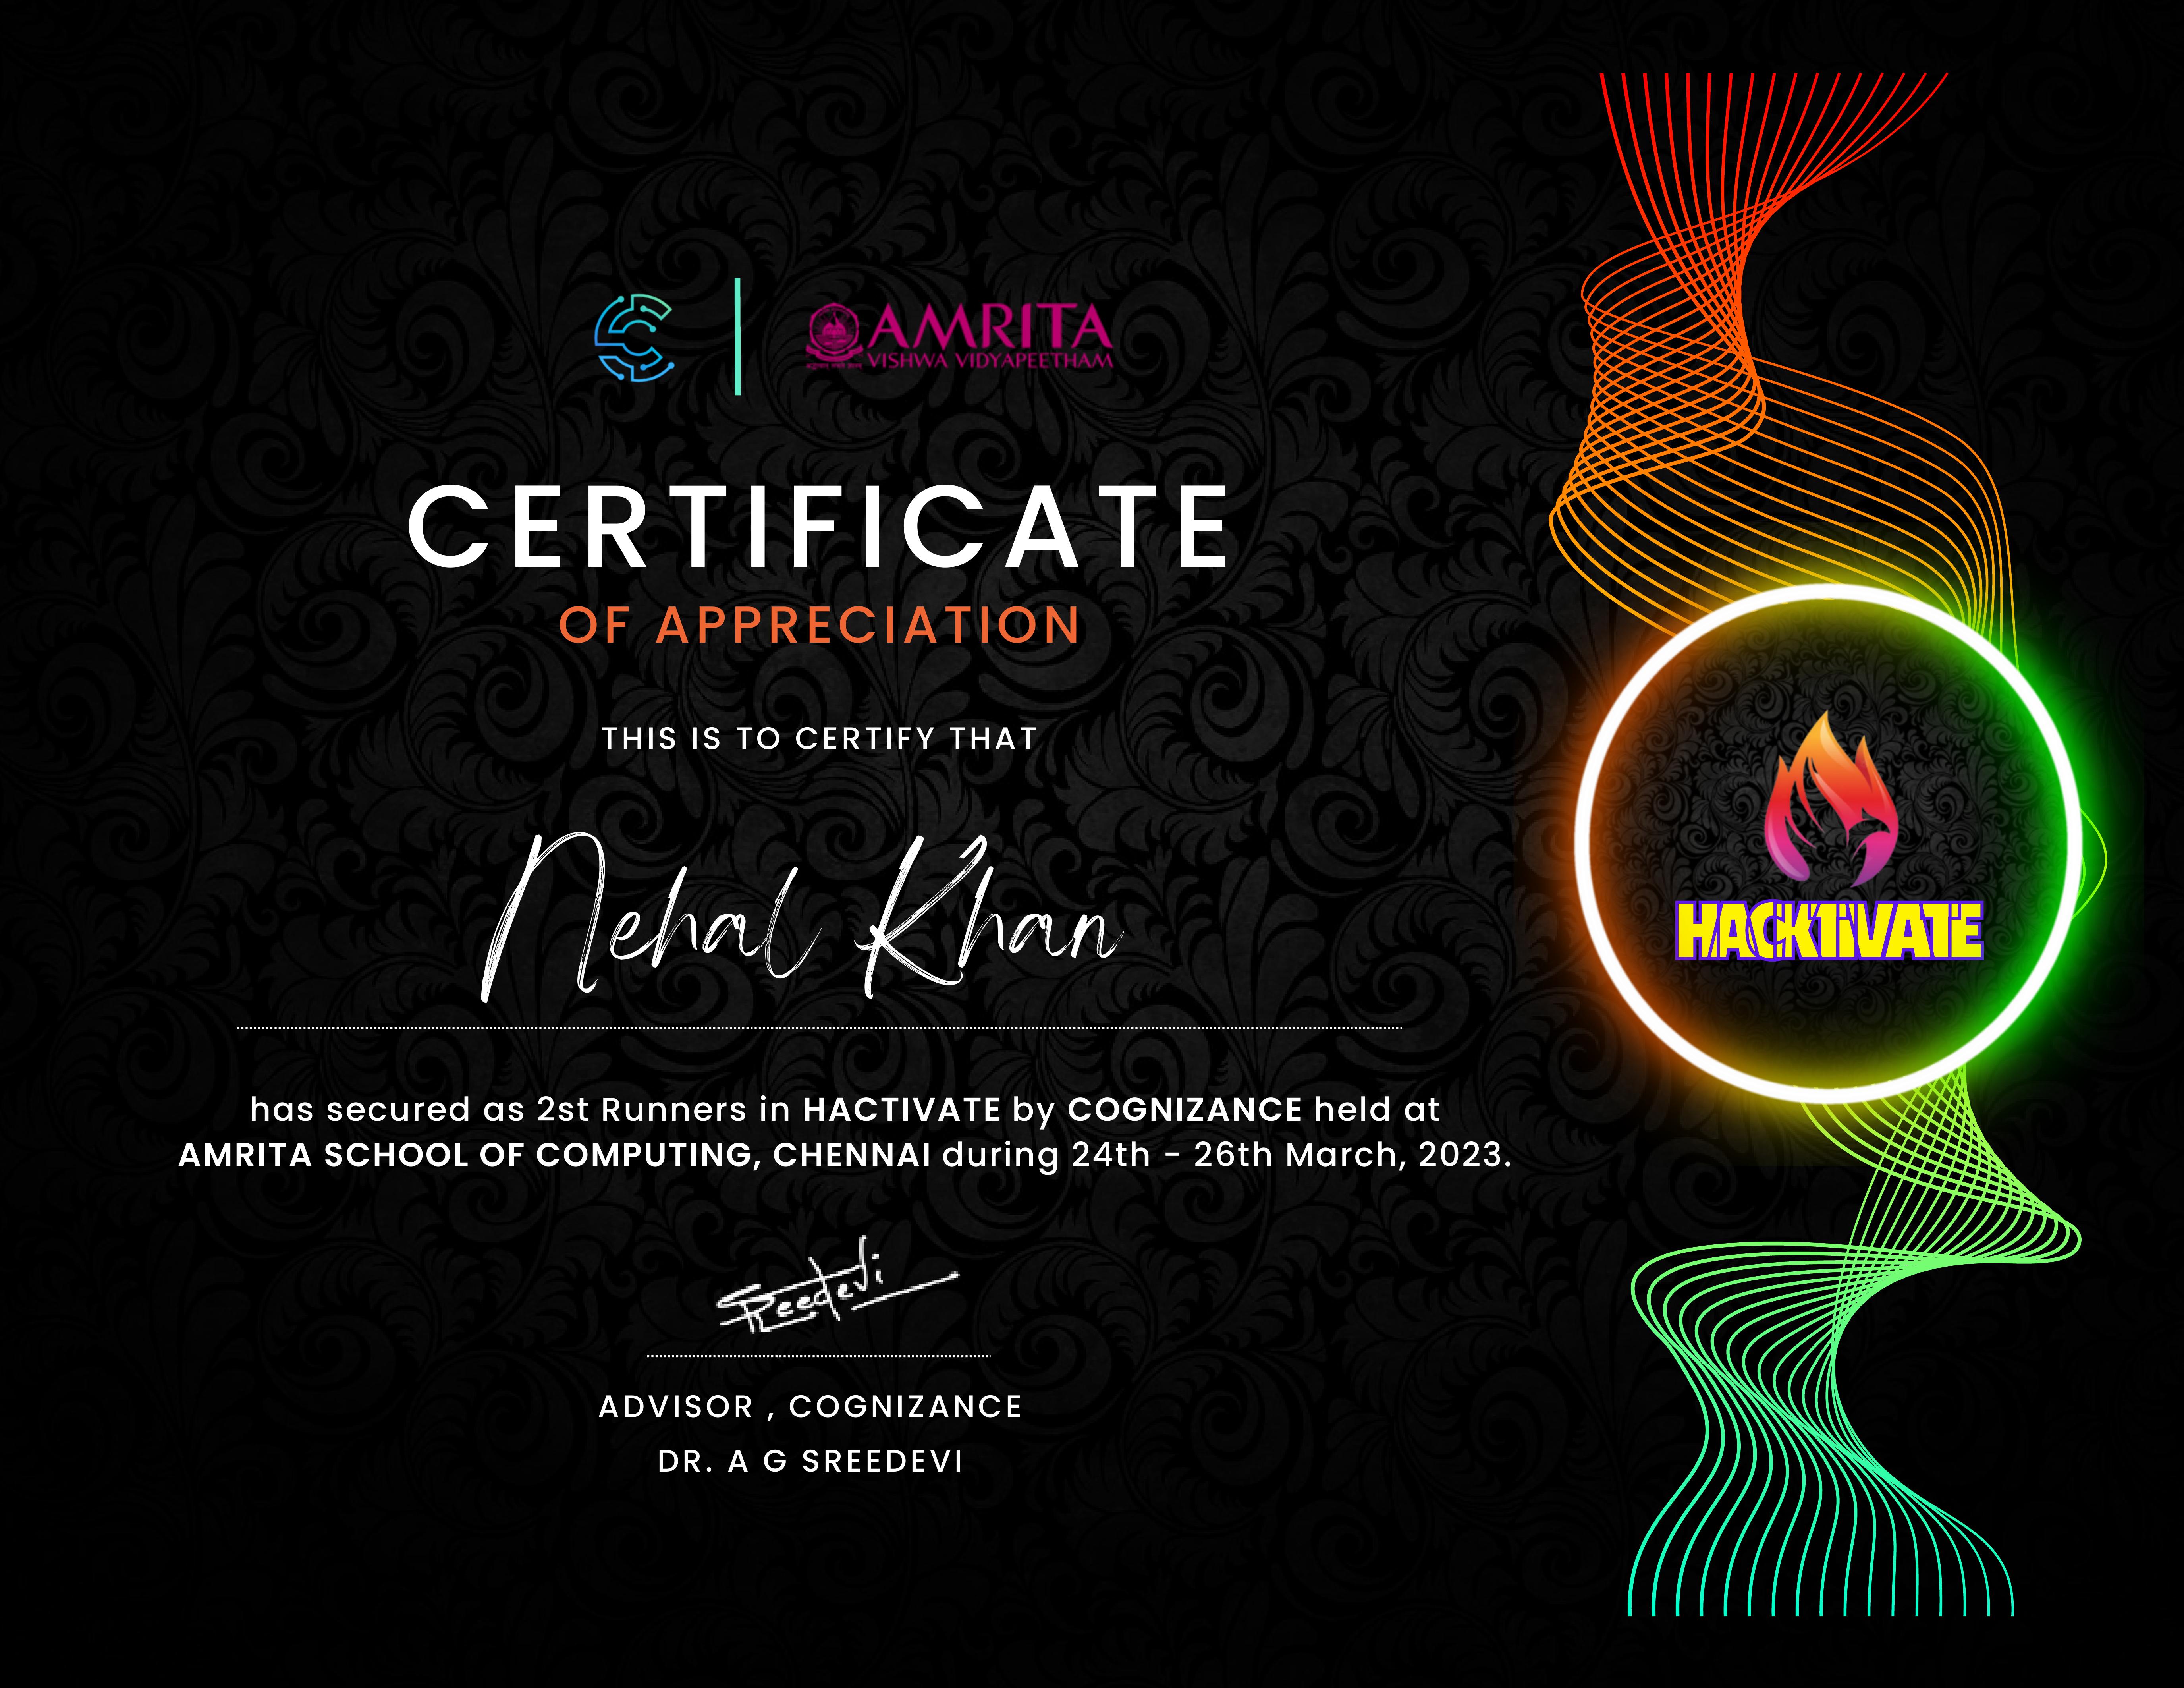 AMRITA
VISHWA VIDYAPEETHAM
CERTIFICATE
OF APPRECIATION
THIS IS TO CERTIFY THAT
Nehal Khan
HACKTIVATE
has secured as 2st Runners in HACTIVATE by COGNIZANCE held at
AMRITA SCHOOL OF COMPUTING, CHENNAI during 24th - 26th March, 2023.
Sreedevi
ADVISOR , COGNIZANCE
DR. A G SREEDEVI